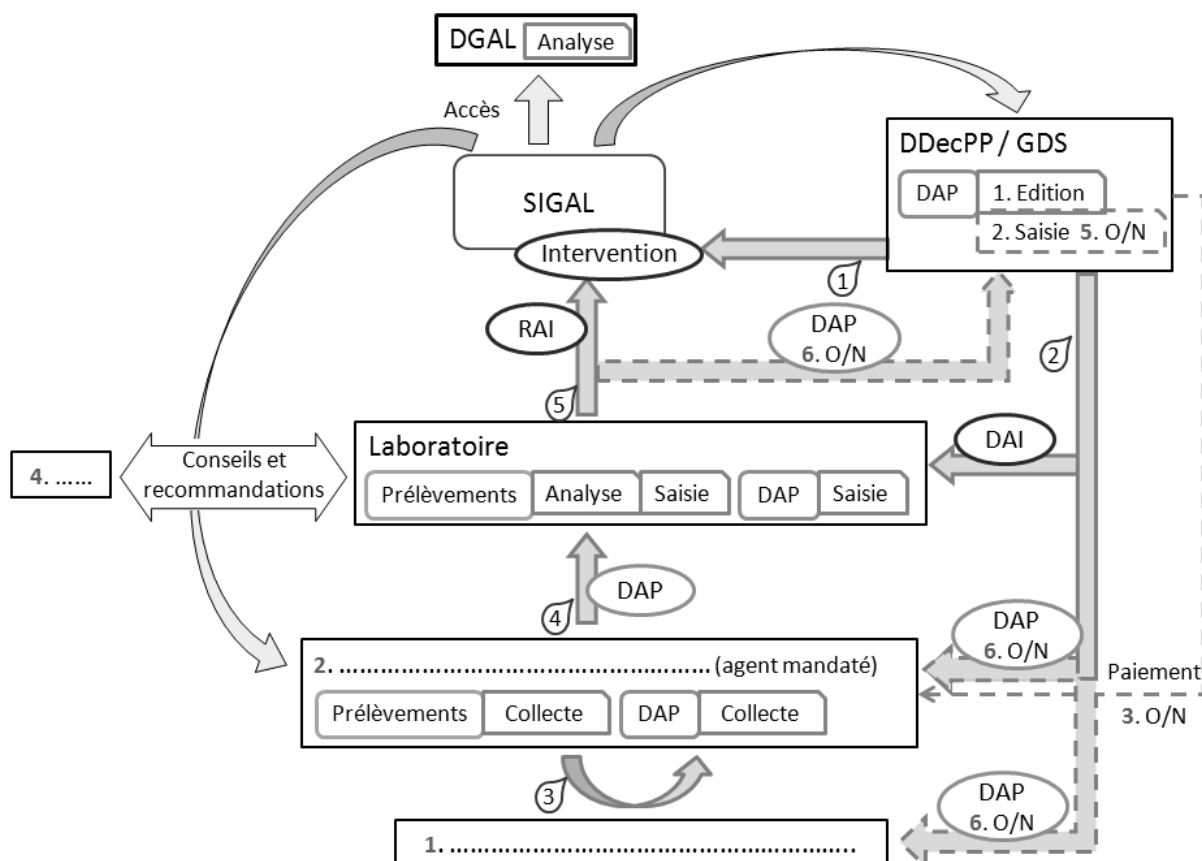 DGAL Analyse
Accès
DDecPP / GDS
DAP 1. Edition
2. Saisie 5. O/N
SIGAL
Intervention
1
RAI
DAP
6. O/N
2
5
Laboratoire
DAI
4. ......
Conseils et
recommandations
Prélèvements Analyse Saisie DAP Saisie
DAP
4
DAP
6. O/N
2. ...................................................... (agent mandaté)
Paiement
3. O/N
Prélèvements Collecte DAP Collecte
3
DAP
6. O/N
1. ............................................................